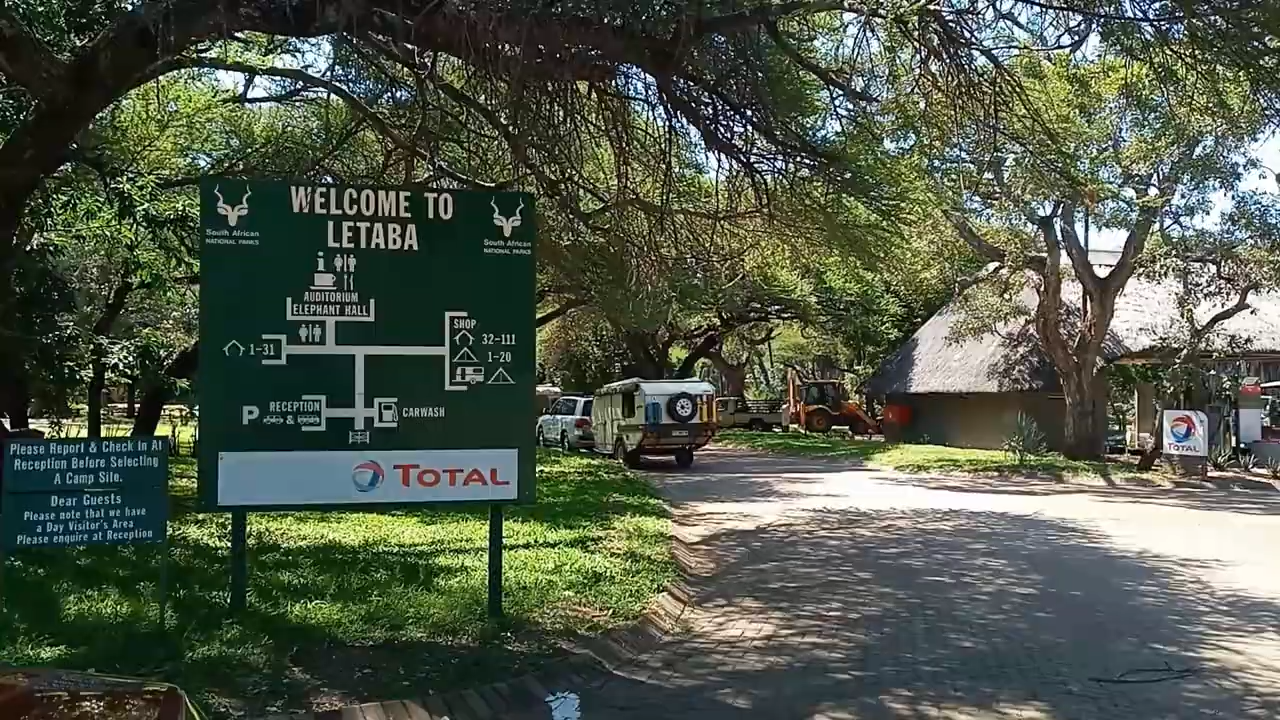 WELCOME TO
LETABA
South African
NATIONAL PARKS
South African
NATIONAL PARKS
i
AUDITORIUM
ELEPHANT HALL
1-31
SHOP
32-111
1-20
P RECEPTION
&
CARWASH
TOTAL
Please Report & Check In At
Reception Before Selecting
A Camp Site.
Dear Guests
Please note that we have
a Day Visitor's Area
Please enquire at Reception
TOTAL